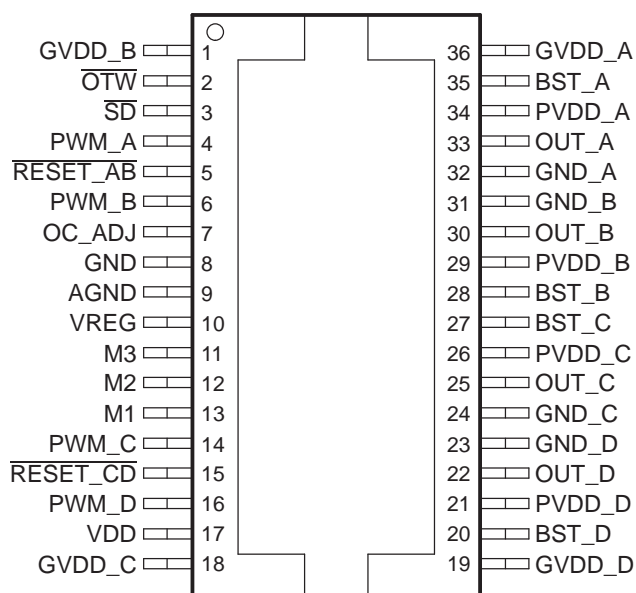 GVDD_B 1 36 GVDD_A
OTW 2 35 BST_A
SD 3 34 PVDD_A
PWM_A 4 33 OUT_A
RESET_AB 5 32 GND_A
PWM_B 6 31 GND_B
OC_ADJ 7 30 OUT_B
GND 8 29 PVDD_B
AGND 9 28 BST_B
VREG 10 27 BST_C
M3 11 26 PVDD_C
M2 12 25 OUT_C
M1 13 24 GND_C
PWM_C 14 23 GND_D
RESET_CD 15 22 OUT_D
PWM_D 16 21 PVDD_D
VDD 17 20 BST_D
GVDD_C 18 19 GVDD_D